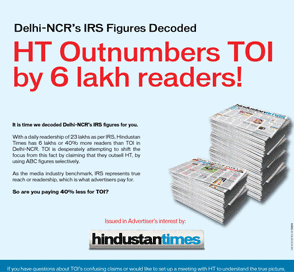 Delhi-NCR's IRS Figures Decoded
HT Outnumbers TOI
by 6 lakh readers!
It is time we decoded Delhi-NCR's IRS figures for you.
With a daily readership of 23 lakhs as per IRS, Hindustan
Times has 6 lakhs or 40% more readers than TOI in
Delhi-NCR. TOI is desperately attempting to shift the
focus from this fact by claiming that they outsell HT, by
using ABC figures selectively.
As the media industry benchmark, IRS represents true
reach or readership, which is what advertisers pay for.
So are you paying 40% less for TOI?
Issued in Advertiser's interest by:
hindustantimes
If you have questions about TOI's confusing claims or would like to set up a meeting with HT to understand the true picture,